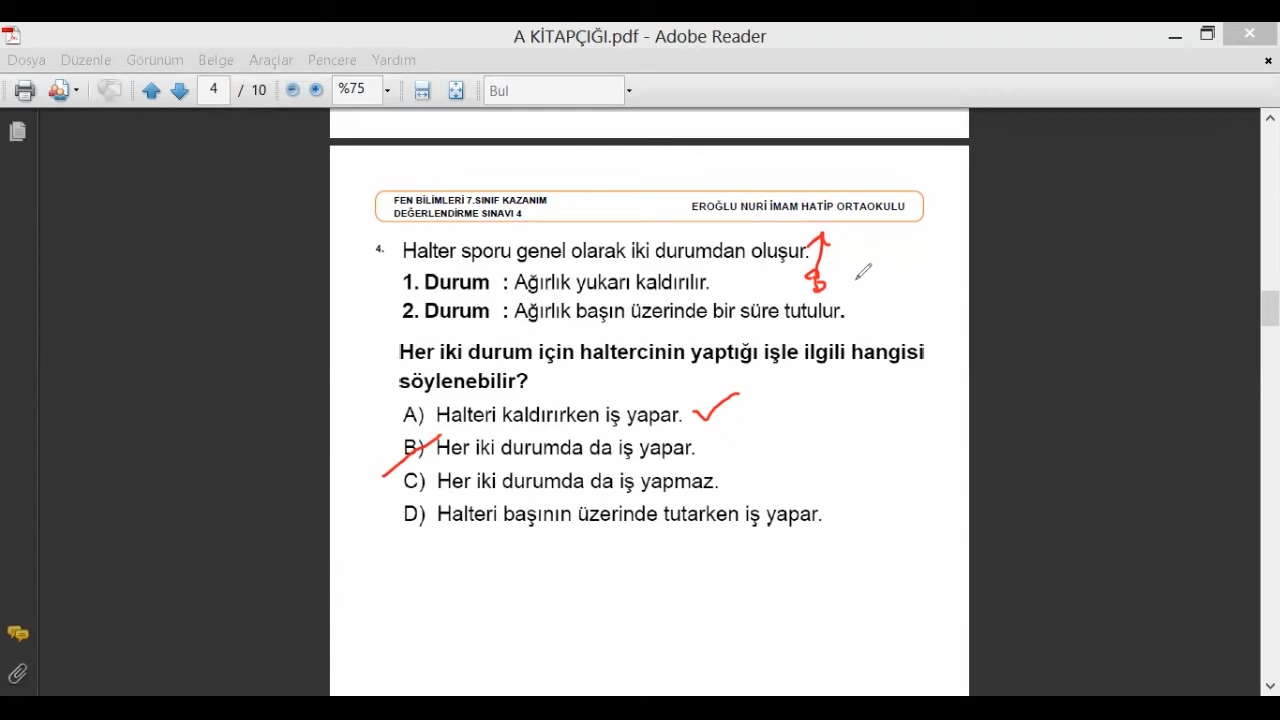 A KİTAPÇIĞI.pdf - Adobe Reader
Dosya Düzenle Görünüm Belge Araçlar Pencere Yardım
4 / 10 %75 Bul
FEN BİLİMLERİ 7.SINIF KAZANIM
DEĞERLENDİRME SINAVI 4
EROĞLU NURİ İMAM HATİP ORTAOKULU
4. Halter sporu genel olarak iki durumdan oluşur.
1. Durum : Ağırlık yukarı kaldırılır.
2. Durum : Ağırlık başın üzerinde bir süre tutulur.
Her iki durum için haltercinin yaptığı işle ilgili hangisi
söylenebilir?
A) Halteri kaldırırken iş yapar.
B) Her iki durumda da iş yapar.
C) Her iki durumda da iş yapmaz.
D) Halteri başının üzerinde tutarken iş yapar.